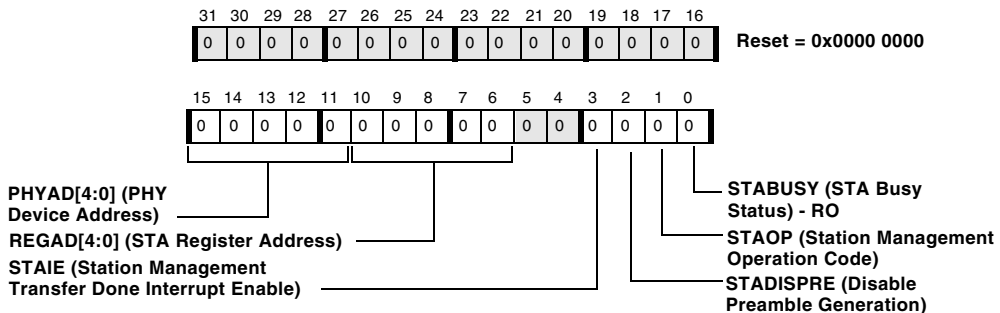 31 30 29 28 27 26 25 24 23 22 21 20 19 18 17 16
0 0 0 0 0 0 0 0 0 0 0 0 0 0 0 0
Reset = 0x0000 0000
15 14 13 12 11 10 9 8 7 6 5 4 3 2 1 0
0 0 0 0 0 0 0 0 0 0 0 0 0 0 0 0
PHYAD[4:0] (PHY
Device Address)
REGAD[4:0] (STA Register Address)
STAIE (Station Management
Transfer Done Interrupt Enable)
STABUSY (STA Busy
Status) - RO
STAOP (Station Management
Operation Code)
STADISPRE (Disable
Preamble Generation)